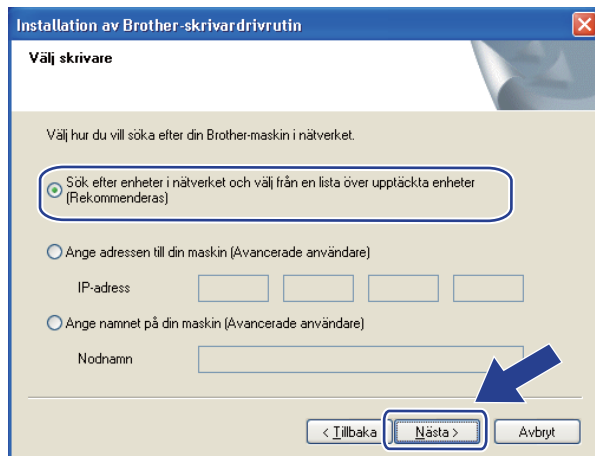 Installation av Brother-skrivardrivrutin
Välj skrivare
Välj hur du vill söka efter din Brother-maskin i nätverket.
Sök efter enheter i nätverket och välj från en lista över upptäckta enheter
(Rekommenderas)
Ange adressen till din maskin (Avancerade användare)
IP-adress
Ange namnet på din maskin (Avancerade användare)
Nodnamn
< Tillbaka Nästa > Avbryt